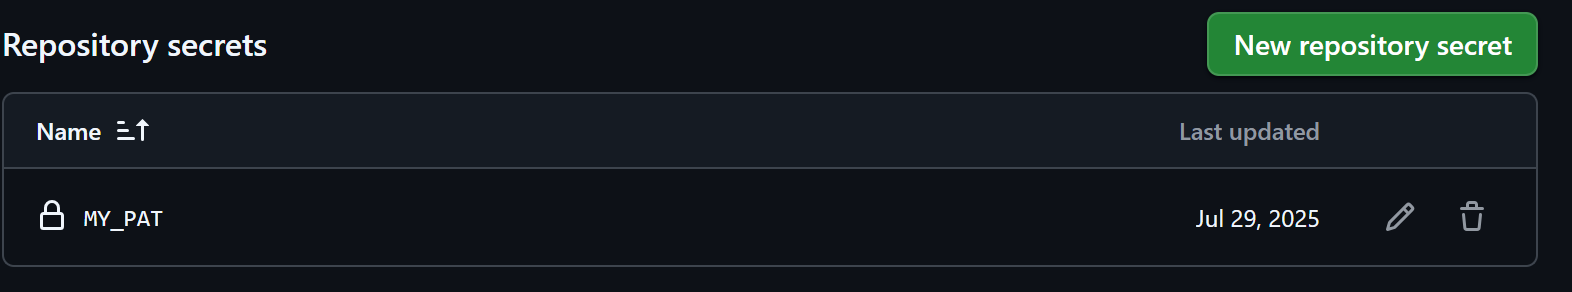 Repository secrets
New repository secret
Name
Last updated
MY_PAT
Jul 29, 2025